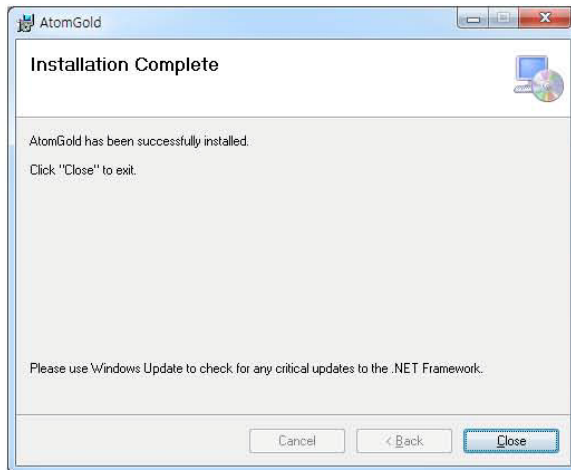 AtomGold
Installation Complete
AtomGold has been successfully installed.
Click "Close" to exit.
Please use Windows Update to check for any critical updates to the .NET Framework.
Cancel
< Back
Close